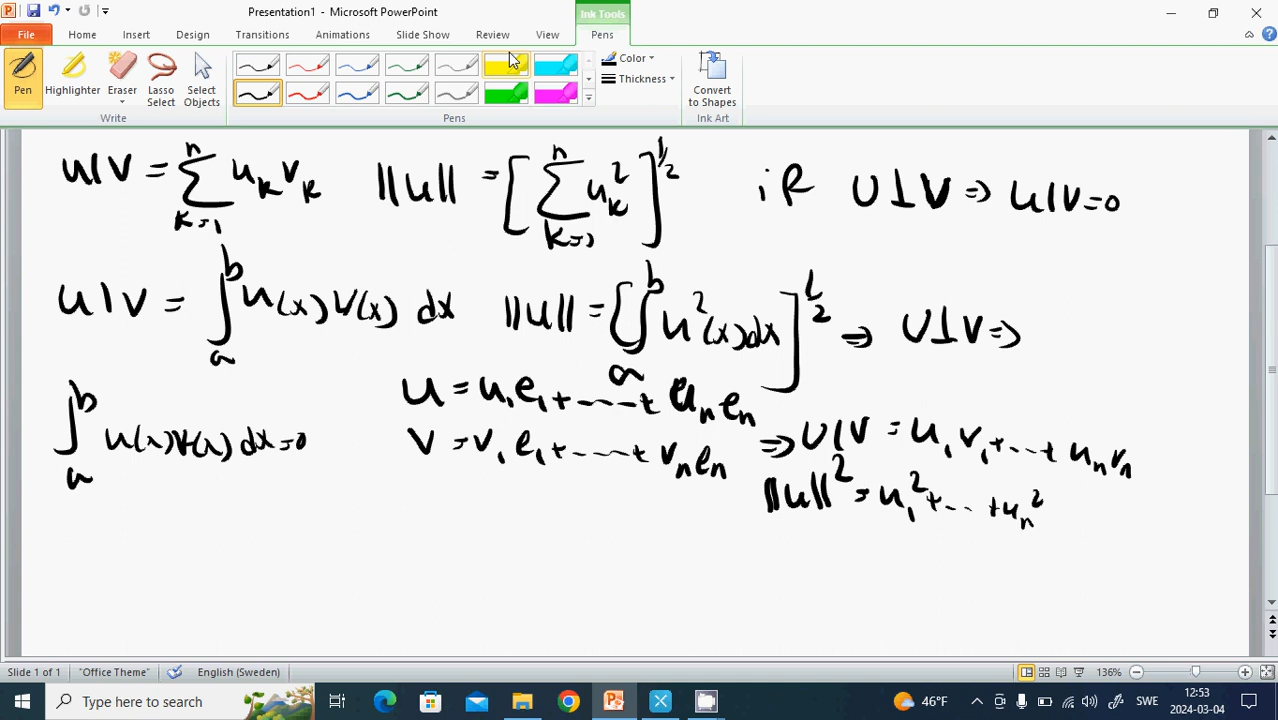 Presentation1 - Microsoft PowerPoint
Ink Tools
File Home Insert Design Transitions Animations Slide Show Review View Pens
Pen Highlighter Eraser Lasso Select Select Objects
Color
Thickness
Convert to Shapes
Write Pens Ink Art
u|v = ∑_{k=1}^{n} u_k v_k   ||u|| = [∑_{k=1}^{n} u_k^2]^{1/2}   iR   u⊥v ⇒ u|v=0
u|v = ∫_a^b u(x)v(x) dx   ||u|| = [∫_a^b u^2(x)dx]^{1/2} ⇒ u⊥v ⇒
∫_a^b u(x)v(x)dx=0
u = u_1e_1+.....+ u_ne_n
v = v_1e_1+.....+ v_ne_n ⇒ u|v = u_1v_1+....+ u_nv_n
||u||^2 = u_1^2+....+u_n^2
Slide 1 of 1 "Office Theme" English (Sweden) 136%
Type here to search
46°F SWE 12:53
2024-03-04